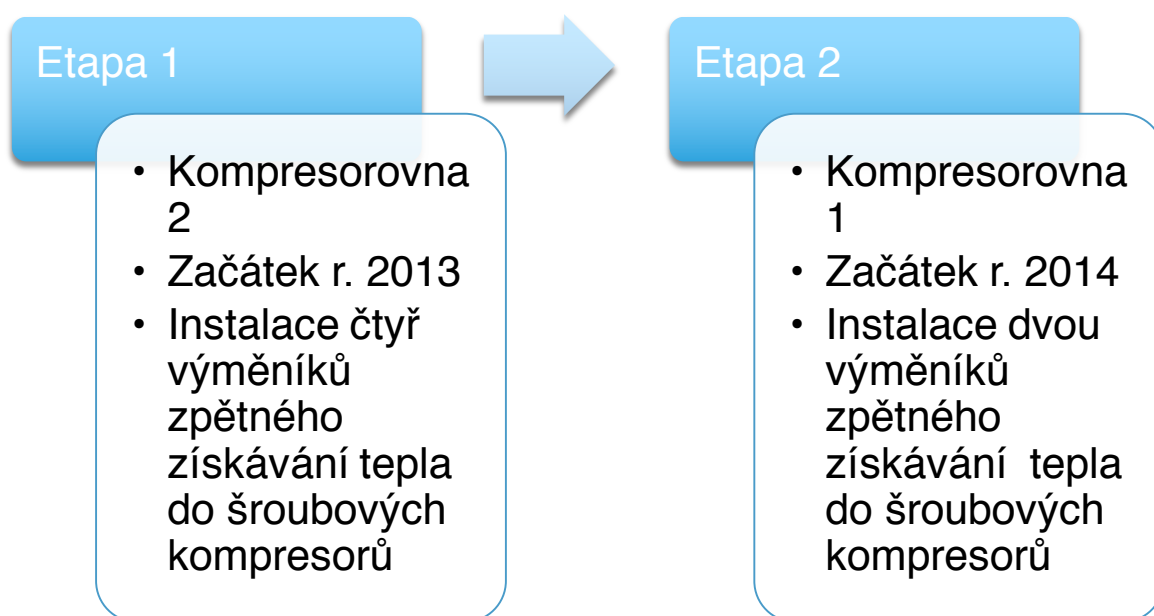 Etapa 1
• Kompresorovna
2
• Začátek r. 2013
• Instalace čtyř
výměníků
zpětného
získávání tepla
do šroubových
kompresorů
Etapa 2
• Kompresorovna
1
• Začátek r. 2014
• Instalace dvou
výměníků
zpětného
získávání  tepla
do šroubových
kompresorů